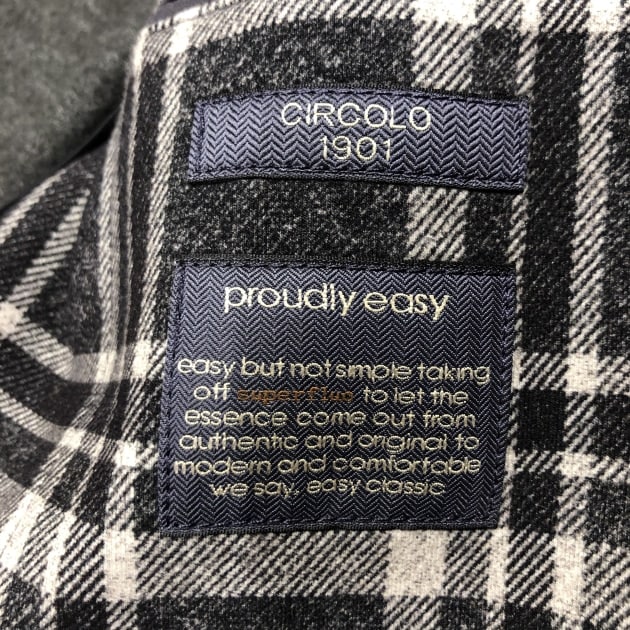 CIRCOLO
1901
proudly easy
easy but not simple taking
off superfluo to let the
essence come out from
authentic and original to
modern and comfortable
we say, easy classic